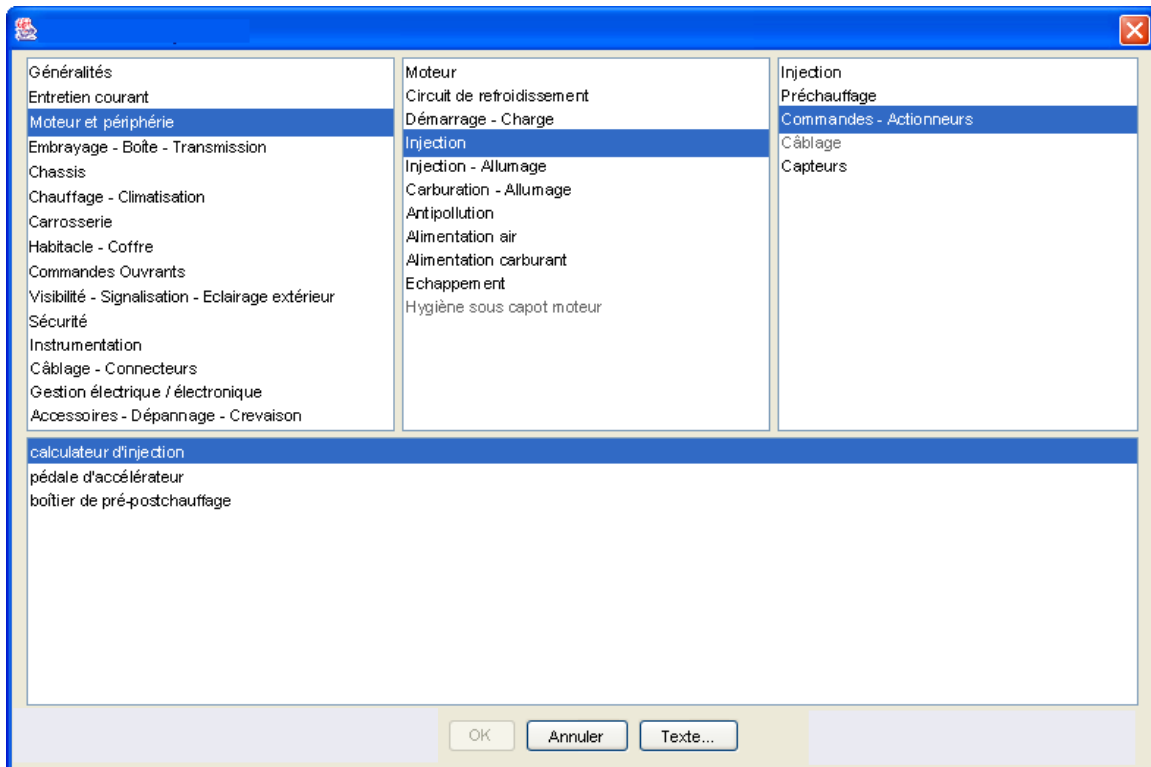 Généralités
Entretien courant
Moteur et périphérie
Embrayage - Boîte - Transmission
Chassis
Chauffage - Climatisation
Carrosserie
Habitacle - Coffre
Commandes Ouvrants
Visibilité - Signalisation - Eclairage extérieur
Sécurité
Instrumentation
Câblage - Connecteurs
Gestion électrique / électronique
Accessoires - Dépannage - Crevaison
Moteur
Circuit de refroidissement
Démarrage - Charge
Injection
Injection - Allumage
Carburation - Allumage
Antipollution
Alimentation air
Alimentation carburant
Echappement
Hygiène sous capot moteur
Injection
Préchauffage
Commandes - Actionneurs
Câblage
Capteurs
calculateur d'injection
pédale d'accélérateur
boîtier de pré-postchauffage
OK
Annuler
Texte...